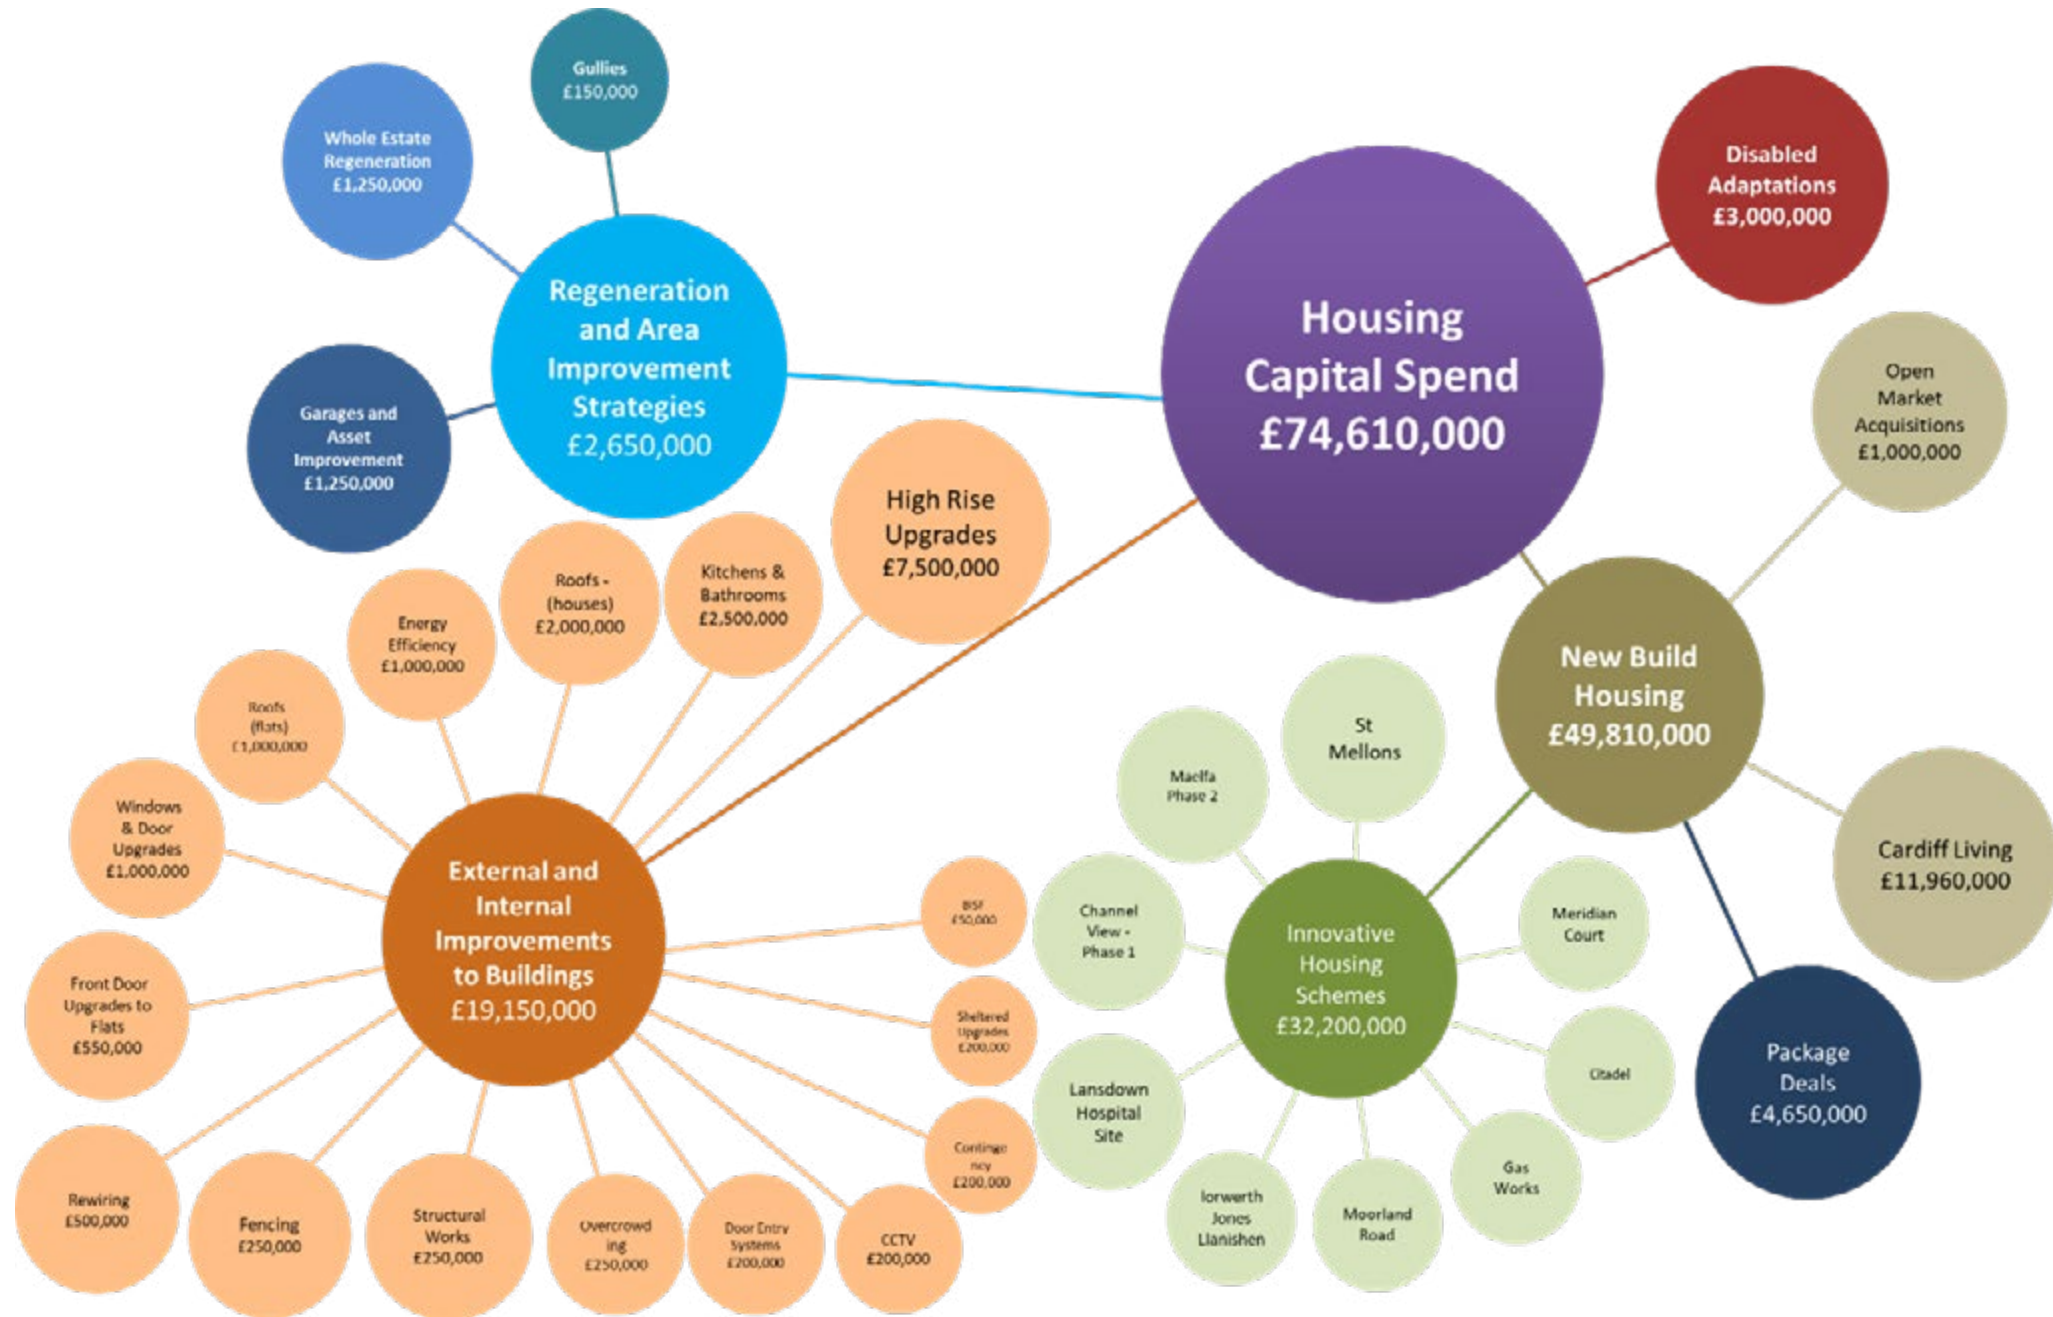 Gullies
£150,000
Whole Estate
Regeneration
£1,250,000
Regeneration
and Area
Improvement
Strategies
£2,650,000
Garages and
Asset
Improvement
£1,250,000
Housing
Capital Spend
£74,610,000
Disabled
Adaptations
£3,000,000
Open
Market
Acquisitions
£1,000,000
New Build
Housing
£49,810,000
Cardiff Living
£11,960,000
Package
Deals
£4,650,000
High Rise
Upgrades
£7,500,000
Kitchens &
Bathrooms
£2,500,000
Roofs -
(houses)
£2,000,000
Energy
Efficiency
£1,000,000
Roofs
(flats)
£1,000,000
Windows
& Door
Upgrades
£1,000,000
Front Door
Upgrades to
Flats
£550,000
External and
Internal
Improvements
to Buildings
£19,150,000
Rewiring
£500,000
Fencing
£250,000
Structural
Works
£250,000
Overcrowd
ing
£250,000
Door Entry
Systems
£200,000
CCTV
£200,000
Continge
ncy
£200,000
Sheltered
Upgrades
£200,000
BISF
£50,000
Innovative
Housing
Schemes
£32,200,000
St
Mellons
Maelfa
Phase 2
Channel
View -
Phase 1
Lansdown
Hospital
Site
Iorwerth
Jones
Llanishen
Moorland
Road
Gas
Works
Citadel
Meridian
Court